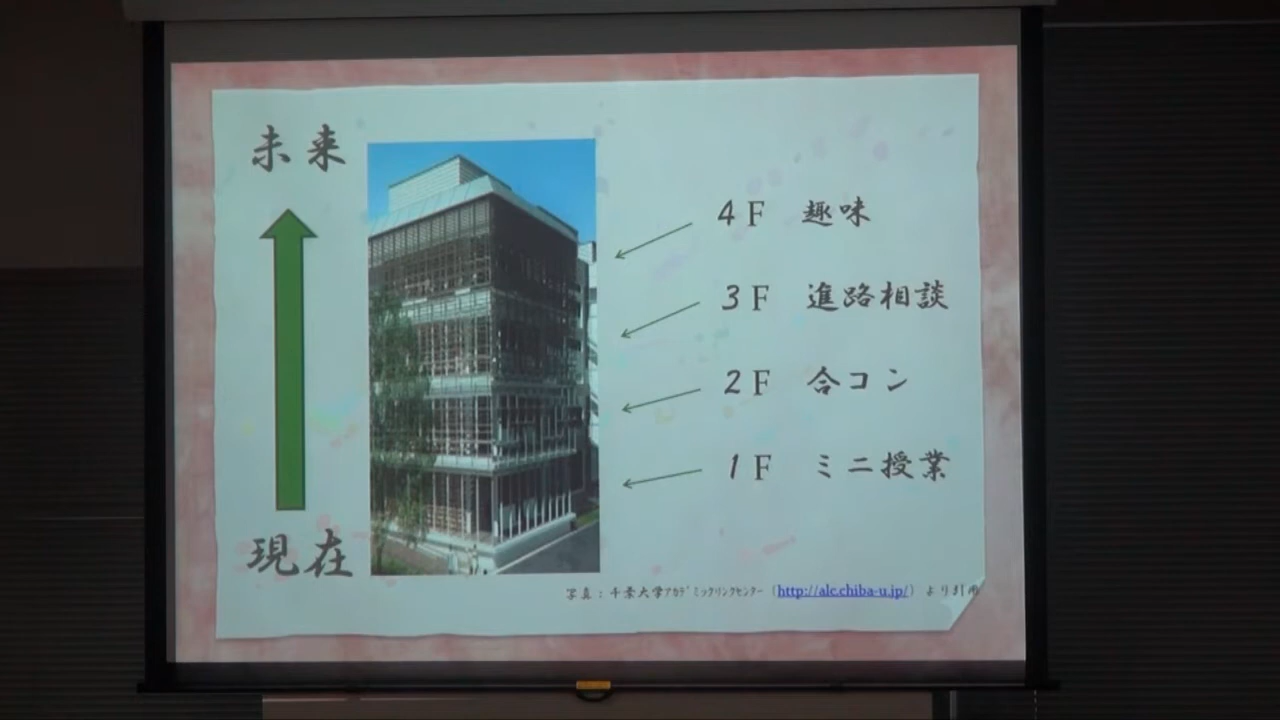 未来
4F 趣味
3F 進路相談
2F 合コン
1F ミニ授業
現在
写真：千葉大学ｱｶﾃﾞﾐｯｸﾘﾝｸｾﾝﾀｰ（http://alc.chiba-u.jp/）より引用